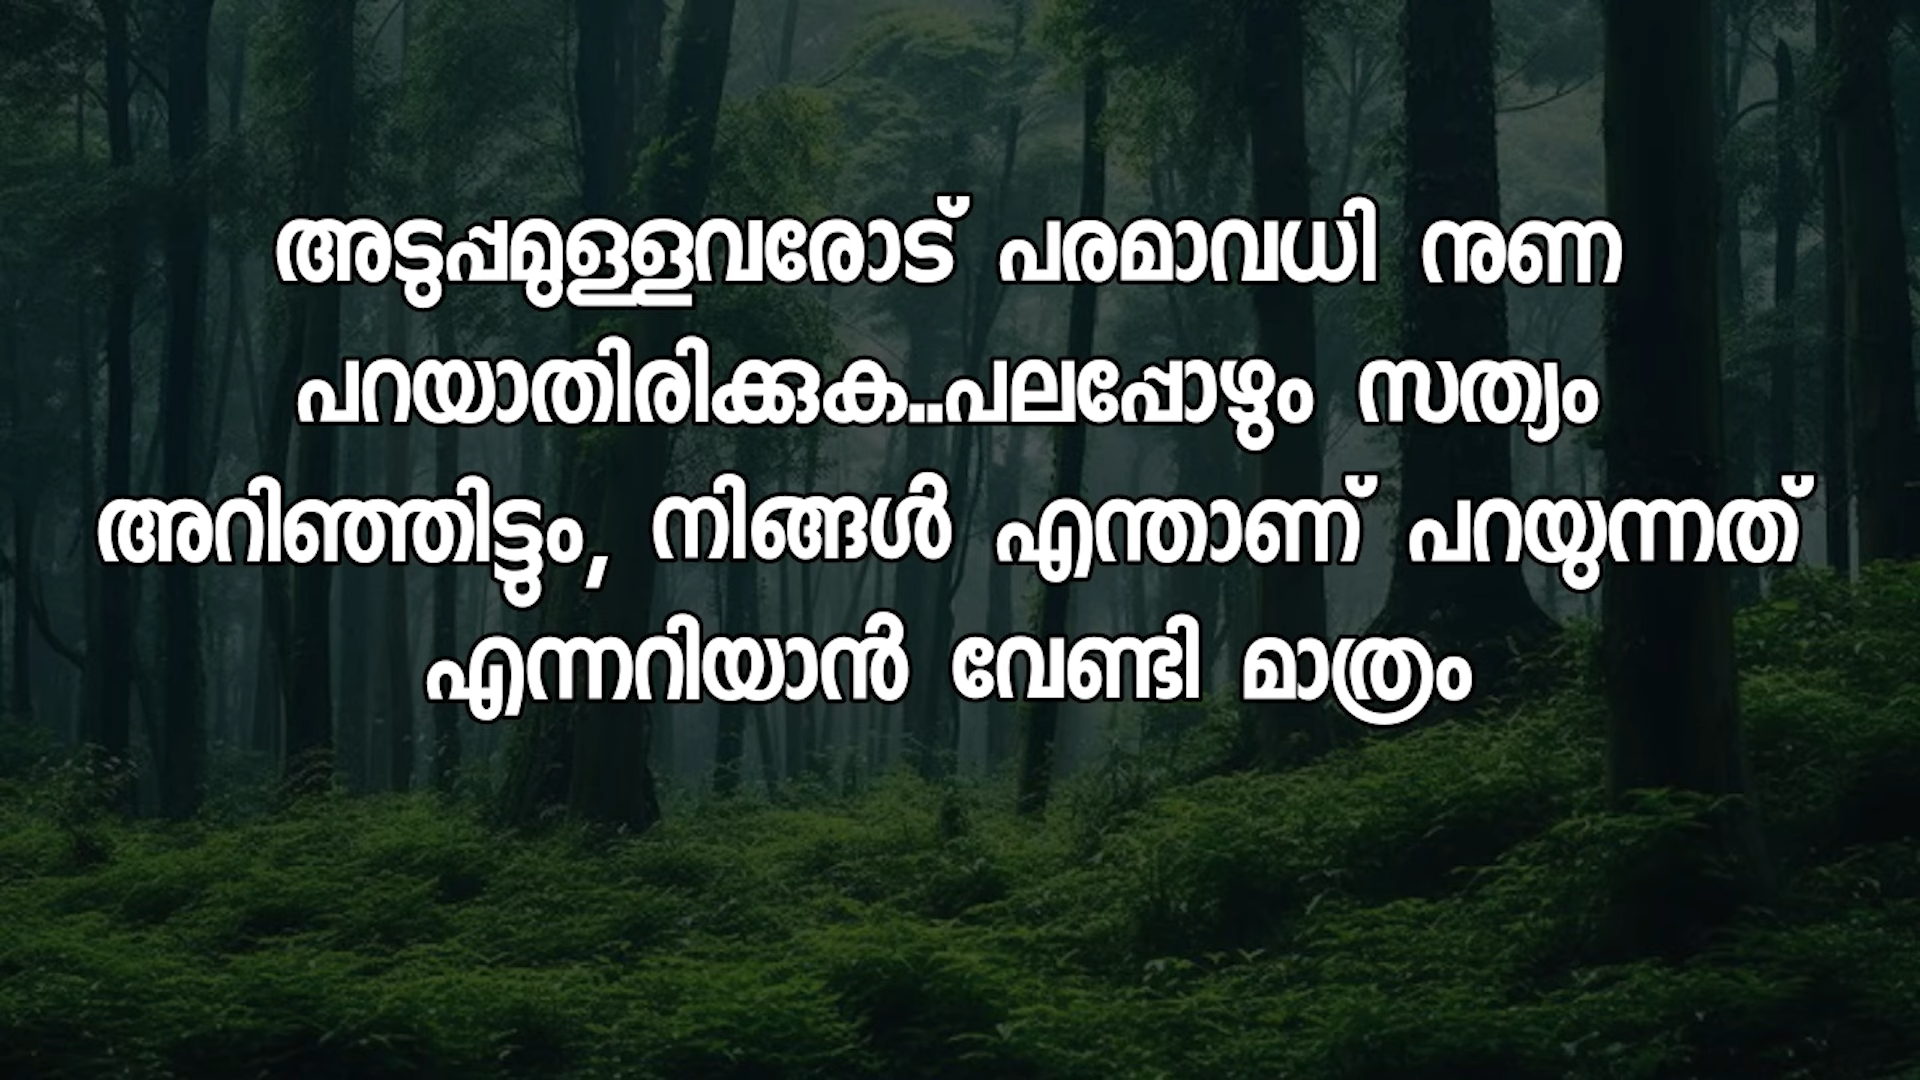 അടുപ്പമുള്ളവരോട് പരമാവധി നുണ
പറയാതിരിക്കുക..പലപ്പോഴും സത്യം
അറിഞ്ഞിട്ടും, നിങ്ങൾ എന്താണ് പറയുന്നത്
എന്നറിയാൻ വേണ്ടി മാത്രം